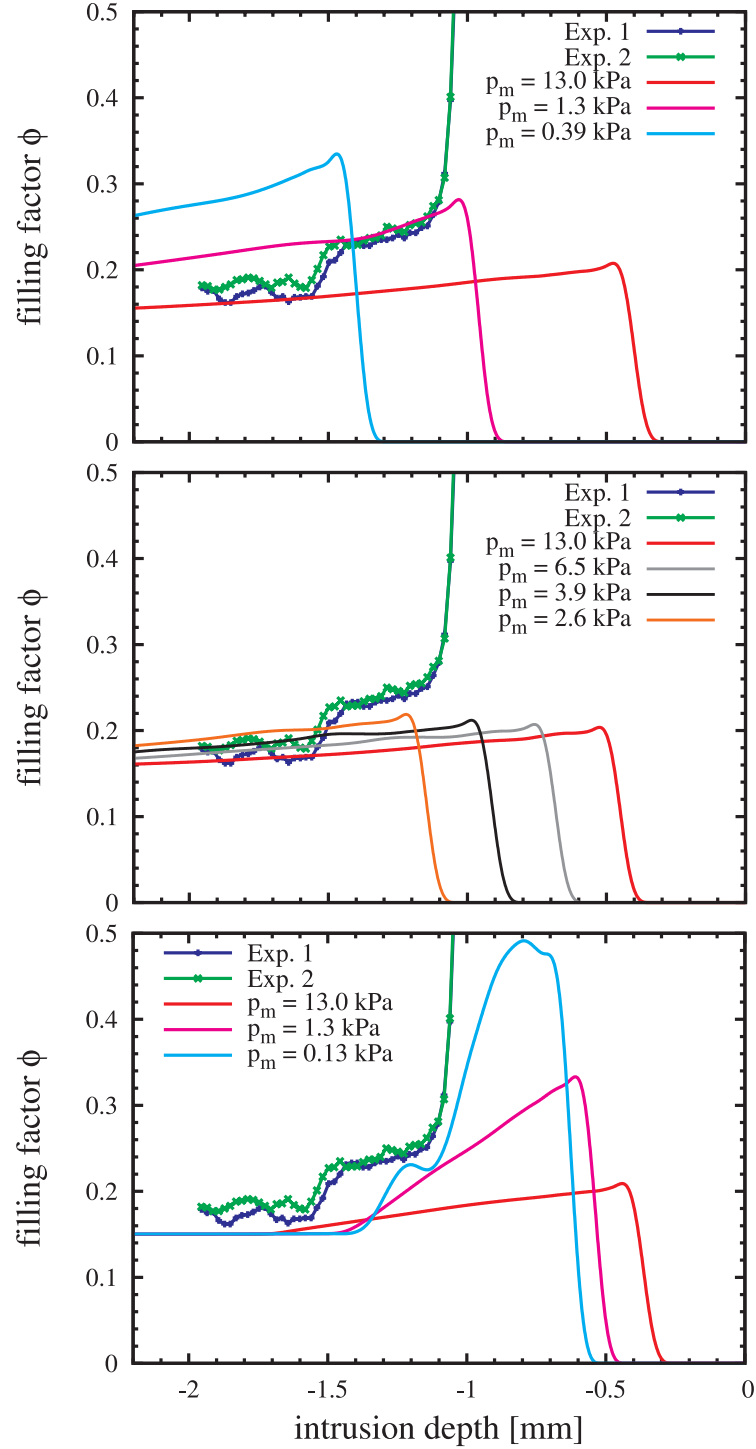 0.5
Exp. 1
Exp. 2
p_m = 13.0 kPa
p_m = 1.3 kPa
p_m = 0.39 kPa
0.4
0.3
0.2
0.1
0
filling factor ϕ
0.5
Exp. 1
Exp. 2
p_m = 13.0 kPa
p_m = 6.5 kPa
p_m = 3.9 kPa
p_m = 2.6 kPa
0.4
0.3
0.2
0.1
0
filling factor ϕ
0.5
Exp. 1
Exp. 2
p_m = 13.0 kPa
p_m = 1.3 kPa
p_m = 0.13 kPa
0.4
0.3
0.2
0.1
0
filling factor ϕ
-2 -1.5 -1 -0.5 0
intrusion depth [mm]